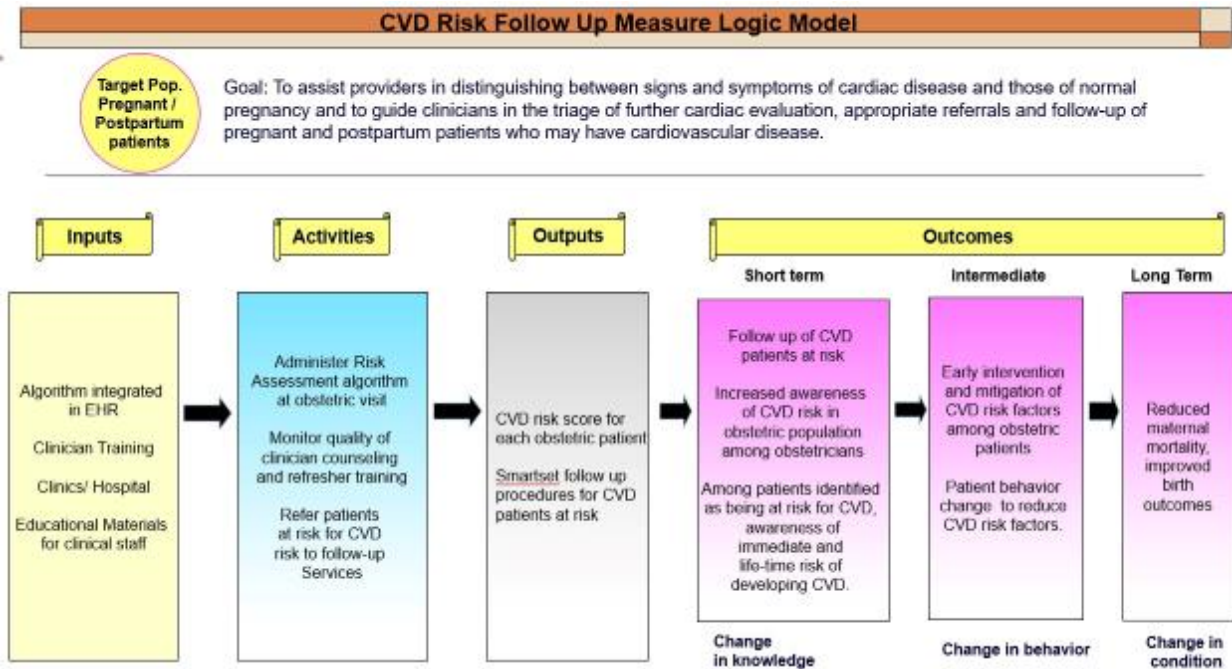 CVD Risk Follow Up Measure Logic Model
Target Pop.
Pregnant /
Postpartum
patients
Goal: To assist providers in distinguishing between signs and symptoms of cardiac disease and those of normal
pregnancy and to guide clinicians in the triage of further cardiac evaluation, appropriate referrals and follow-up of
pregnant and postpartum patients who may have cardiovascular disease.
Inputs
Activities
Outputs
Outcomes
Short term
Intermediate
Long Term
Algorithm integrated
in EHR
Clinician Training
Clinics/ Hospital
Educational Materials
for clinical staff
Administer Risk
Assessment algorithm
at obstetric visit
Monitor quality of
clinician counseling
and refresher training
Refer patients
at risk for CVD
risk to follow-up
Services
CVD risk score for
each obstetric patient
Smartset follow up
procedures for CVD
patients at risk
Follow up of CVD
patients at risk
Increased awareness
of CVD risk in
obstetric population
among obstetricians
Among patients identified
as being at risk for CVD,
awareness of
immediate and
life-time risk of
developing CVD.
Early intervention
and mitigation of
CVD risk factors
among obstetric
patients
Patient behavior
change to reduce
CVD risk factors.
Reduced
maternal
mortality,
improved
birth
outcomes
Change
in knowledge
Change in behavior
Change in
condition